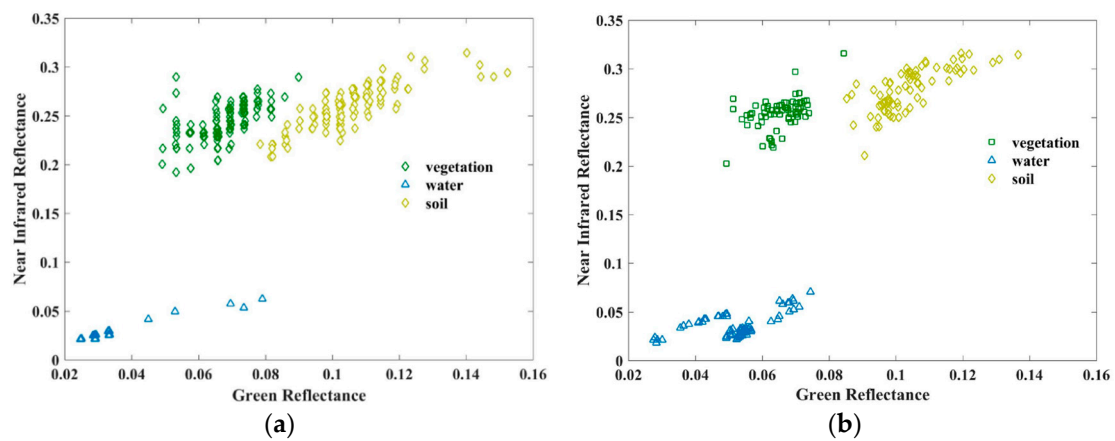 0.35
0.3
0.25
0.2
0.15
0.1
0.05
0
Near Infrared Reflectance
0.02 0.04 0.06 0.08 0.1 0.12 0.14 0.16
Green Reflectance
vegetation
water
soil
(a)
0.35
0.3
0.25
0.2
0.15
0.1
0.05
0
Near Infrared Reflectance
0.02 0.04 0.06 0.08 0.1 0.12 0.14 0.16
Green Reflectance
vegetation
water
soil
(b)